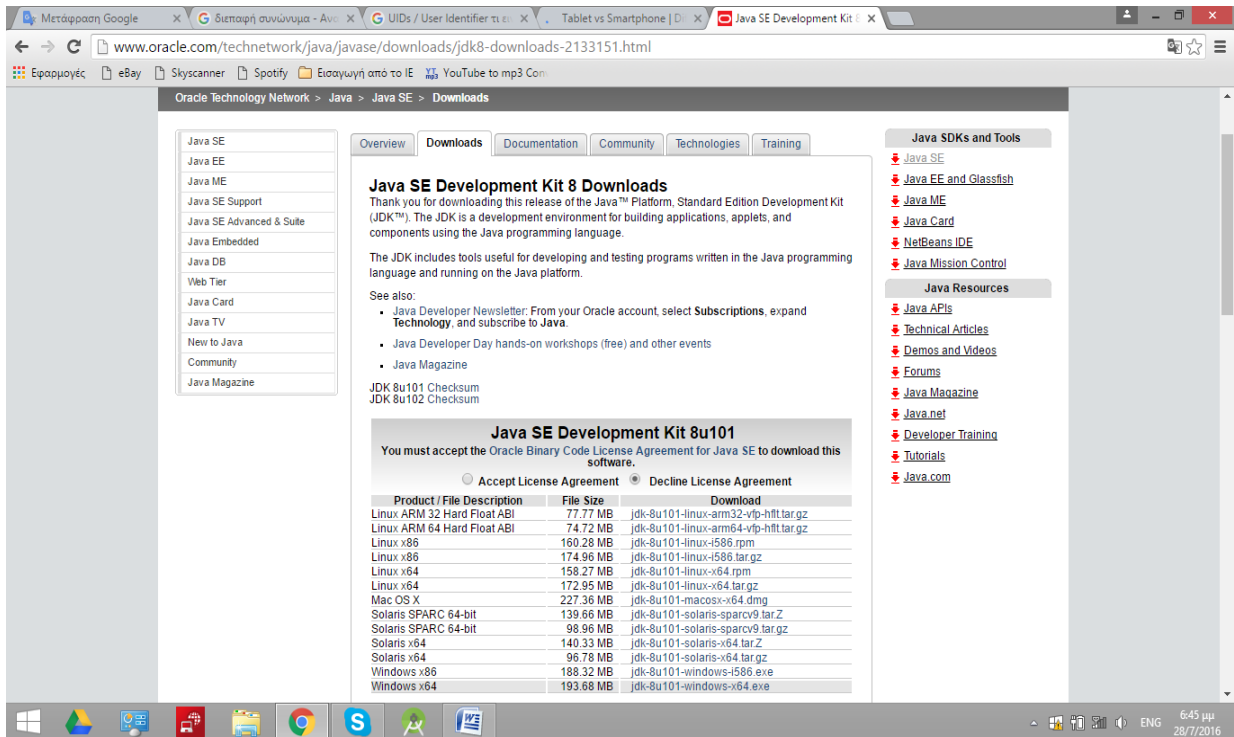 Μετάφραση Google
διεπαφή συνώνυμα - Ανα
UIDs / User Identifier τι εί
Tablet vs Smartphone | Di
Java SE Development Kit 8
www.oracle.com/technetwork/java/javase/downloads/jdk8-downloads-2133151.html
Εφαρμογές
eBay
Skyscanner
Spotify
Εισαγωγή από το IE
YouTube to mp3 Con
Oracle Technology Network > Java > Java SE > Downloads
Java SE
Java EE
Java ME
Java SE Support
Java SE Advanced & Suite
Java Embedded
Java DB
Web Tier
Java Card
Java TV
New to Java
Community
Java Magazine
Overview
Downloads
Documentation
Community
Technologies
Training
Java SE Development Kit 8 Downloads
Thank you for downloading this release of the Java™ Platform, Standard Edition Development Kit
(JDK™). The JDK is a development environment for building applications, applets, and
components using the Java programming language.
The JDK includes tools useful for developing and testing programs written in the Java programming
language and running on the Java platform.
See also:
Java Developer Newsletter: From your Oracle account, select Subscriptions, expand
Technology, and subscribe to Java.
Java Developer Day hands-on workshops (free) and other events
Java Magazine
JDK 8u101 Checksum
JDK 8u102 Checksum
Java SE Development Kit 8u101
You must accept the Oracle Binary Code License Agreement for Java SE to download this
software.
Accept License Agreement
Decline License Agreement
Product / File Description File Size Download
Linux ARM 32 Hard Float ABI 77.77 MB jdk-8u101-linux-arm32-vfp-hflt.tar.gz
Linux ARM 64 Hard Float ABI 74.72 MB jdk-8u101-linux-arm64-vfp-hflt.tar.gz
Linux x86 160.28 MB jdk-8u101-linux-i586.rpm
Linux x86 174.96 MB jdk-8u101-linux-i586.tar.gz
Linux x64 158.27 MB jdk-8u101-linux-x64.rpm
Linux x64 172.95 MB jdk-8u101-linux-x64.tar.gz
Mac OS X 227.36 MB jdk-8u101-macosx-x64.dmg
Solaris SPARC 64-bit 139.66 MB jdk-8u101-solaris-sparcv9.tar.Z
Solaris SPARC 64-bit 98.96 MB jdk-8u101-solaris-sparcv9.tar.gz
Solaris x64 140.33 MB jdk-8u101-solaris-x64.tar.Z
Solaris x64 96.78 MB jdk-8u101-solaris-x64.tar.gz
Windows x86 188.32 MB jdk-8u101-windows-i586.exe
Windows x64 193.68 MB jdk-8u101-windows-x64.exe
Java SDKs and Tools
Java SE
Java EE and Glassfish
Java ME
Java Card
NetBeans IDE
Java Mission Control
Java Resources
Java APIs
Technical Articles
Demos and Videos
Forums
Java Magazine
Java.net
Developer Training
Tutorials
Java.com
ENG
6:45 μμ
28/7/2016